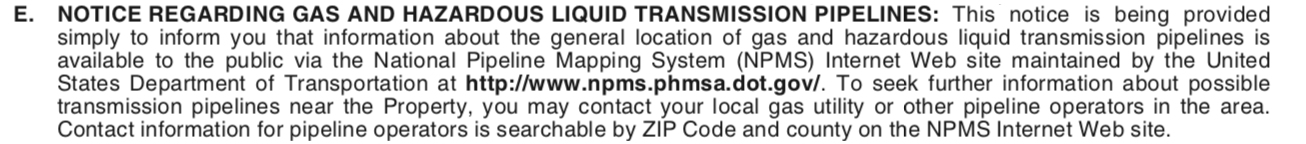 E. NOTICE REGARDING GAS AND HAZARDOUS LIQUID TRANSMISSION PIPELINES: This notice is being provided
simply to inform you that information about the general location of gas and hazardous liquid transmission pipelines is
available to the public via the National Pipeline Mapping System (NPMS) Internet Web site maintained by the United
States Department of Transportation at http://www.npms.phmsa.dot.gov/. To seek further information about possible
transmission pipelines near the Property, you may contact your local gas utility or other pipeline operators in the area.
Contact information for pipeline operators is searchable by ZIP Code and county on the NPMS Internet Web site.